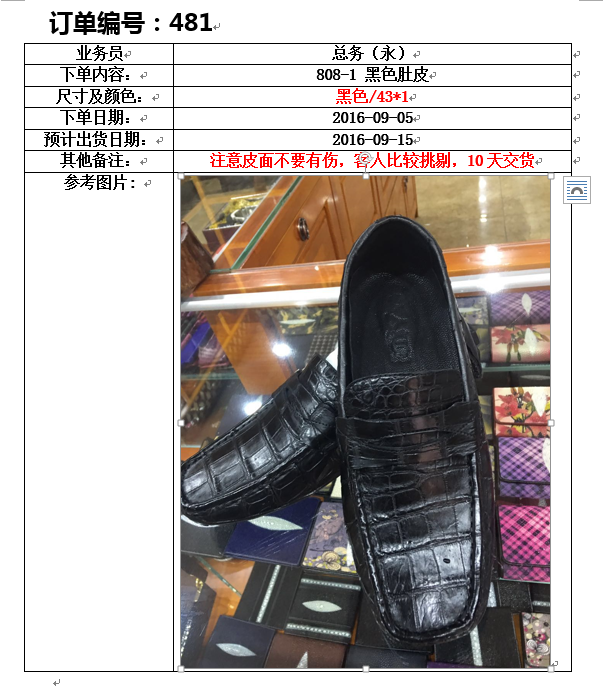 订单编号：481
业务员 总务（永）
下单内容： 808-1 黑色肚皮
尺寸及颜色： 黑色/43*1
下单日期： 2016-09-05
预计出货日期： 2016-09-15
其他备注： 注意皮面不要有伤，客人比较挑剔，10天交货
参考图片：